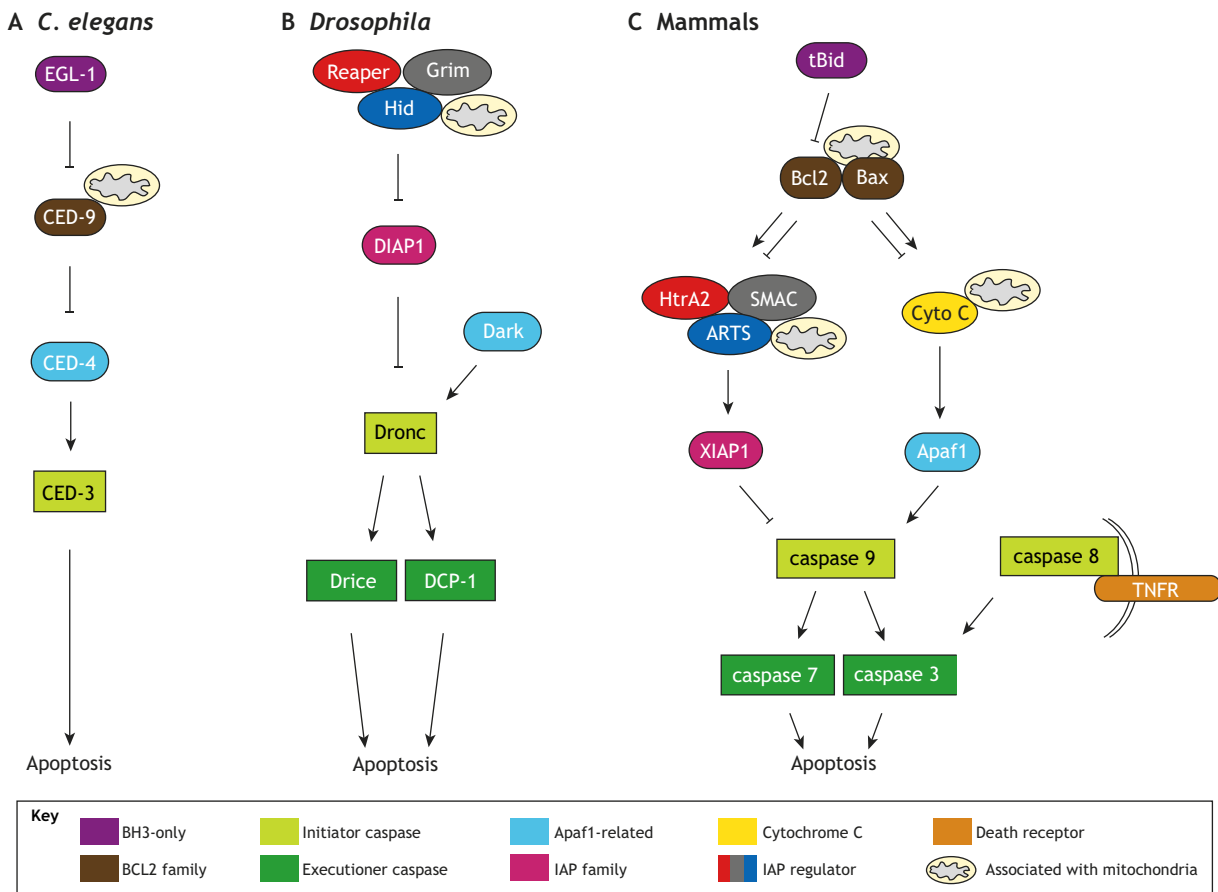 A C. elegans
EGL-1
CED-9
CED-4
CED-3
Apoptosis
B Drosophila
Reaper
Grim
Hid
DIAP1
Dark
Dronc
Drice
DCP-1
Apoptosis
C Mammals
tBid
Bcl2
Bax
HtrA2
SMAC
ARTS
Cyto C
XIAP1
Apaf1
caspase 9
caspase 8
TNFR
caspase 7
caspase 3
Apoptosis
Key
BH3-only
Initiator caspase
Apaf1-related
Cytochrome C
Death receptor
BCL2 family
Executioner caspase
IAP family
IAP regulator
Associated with mitochondria